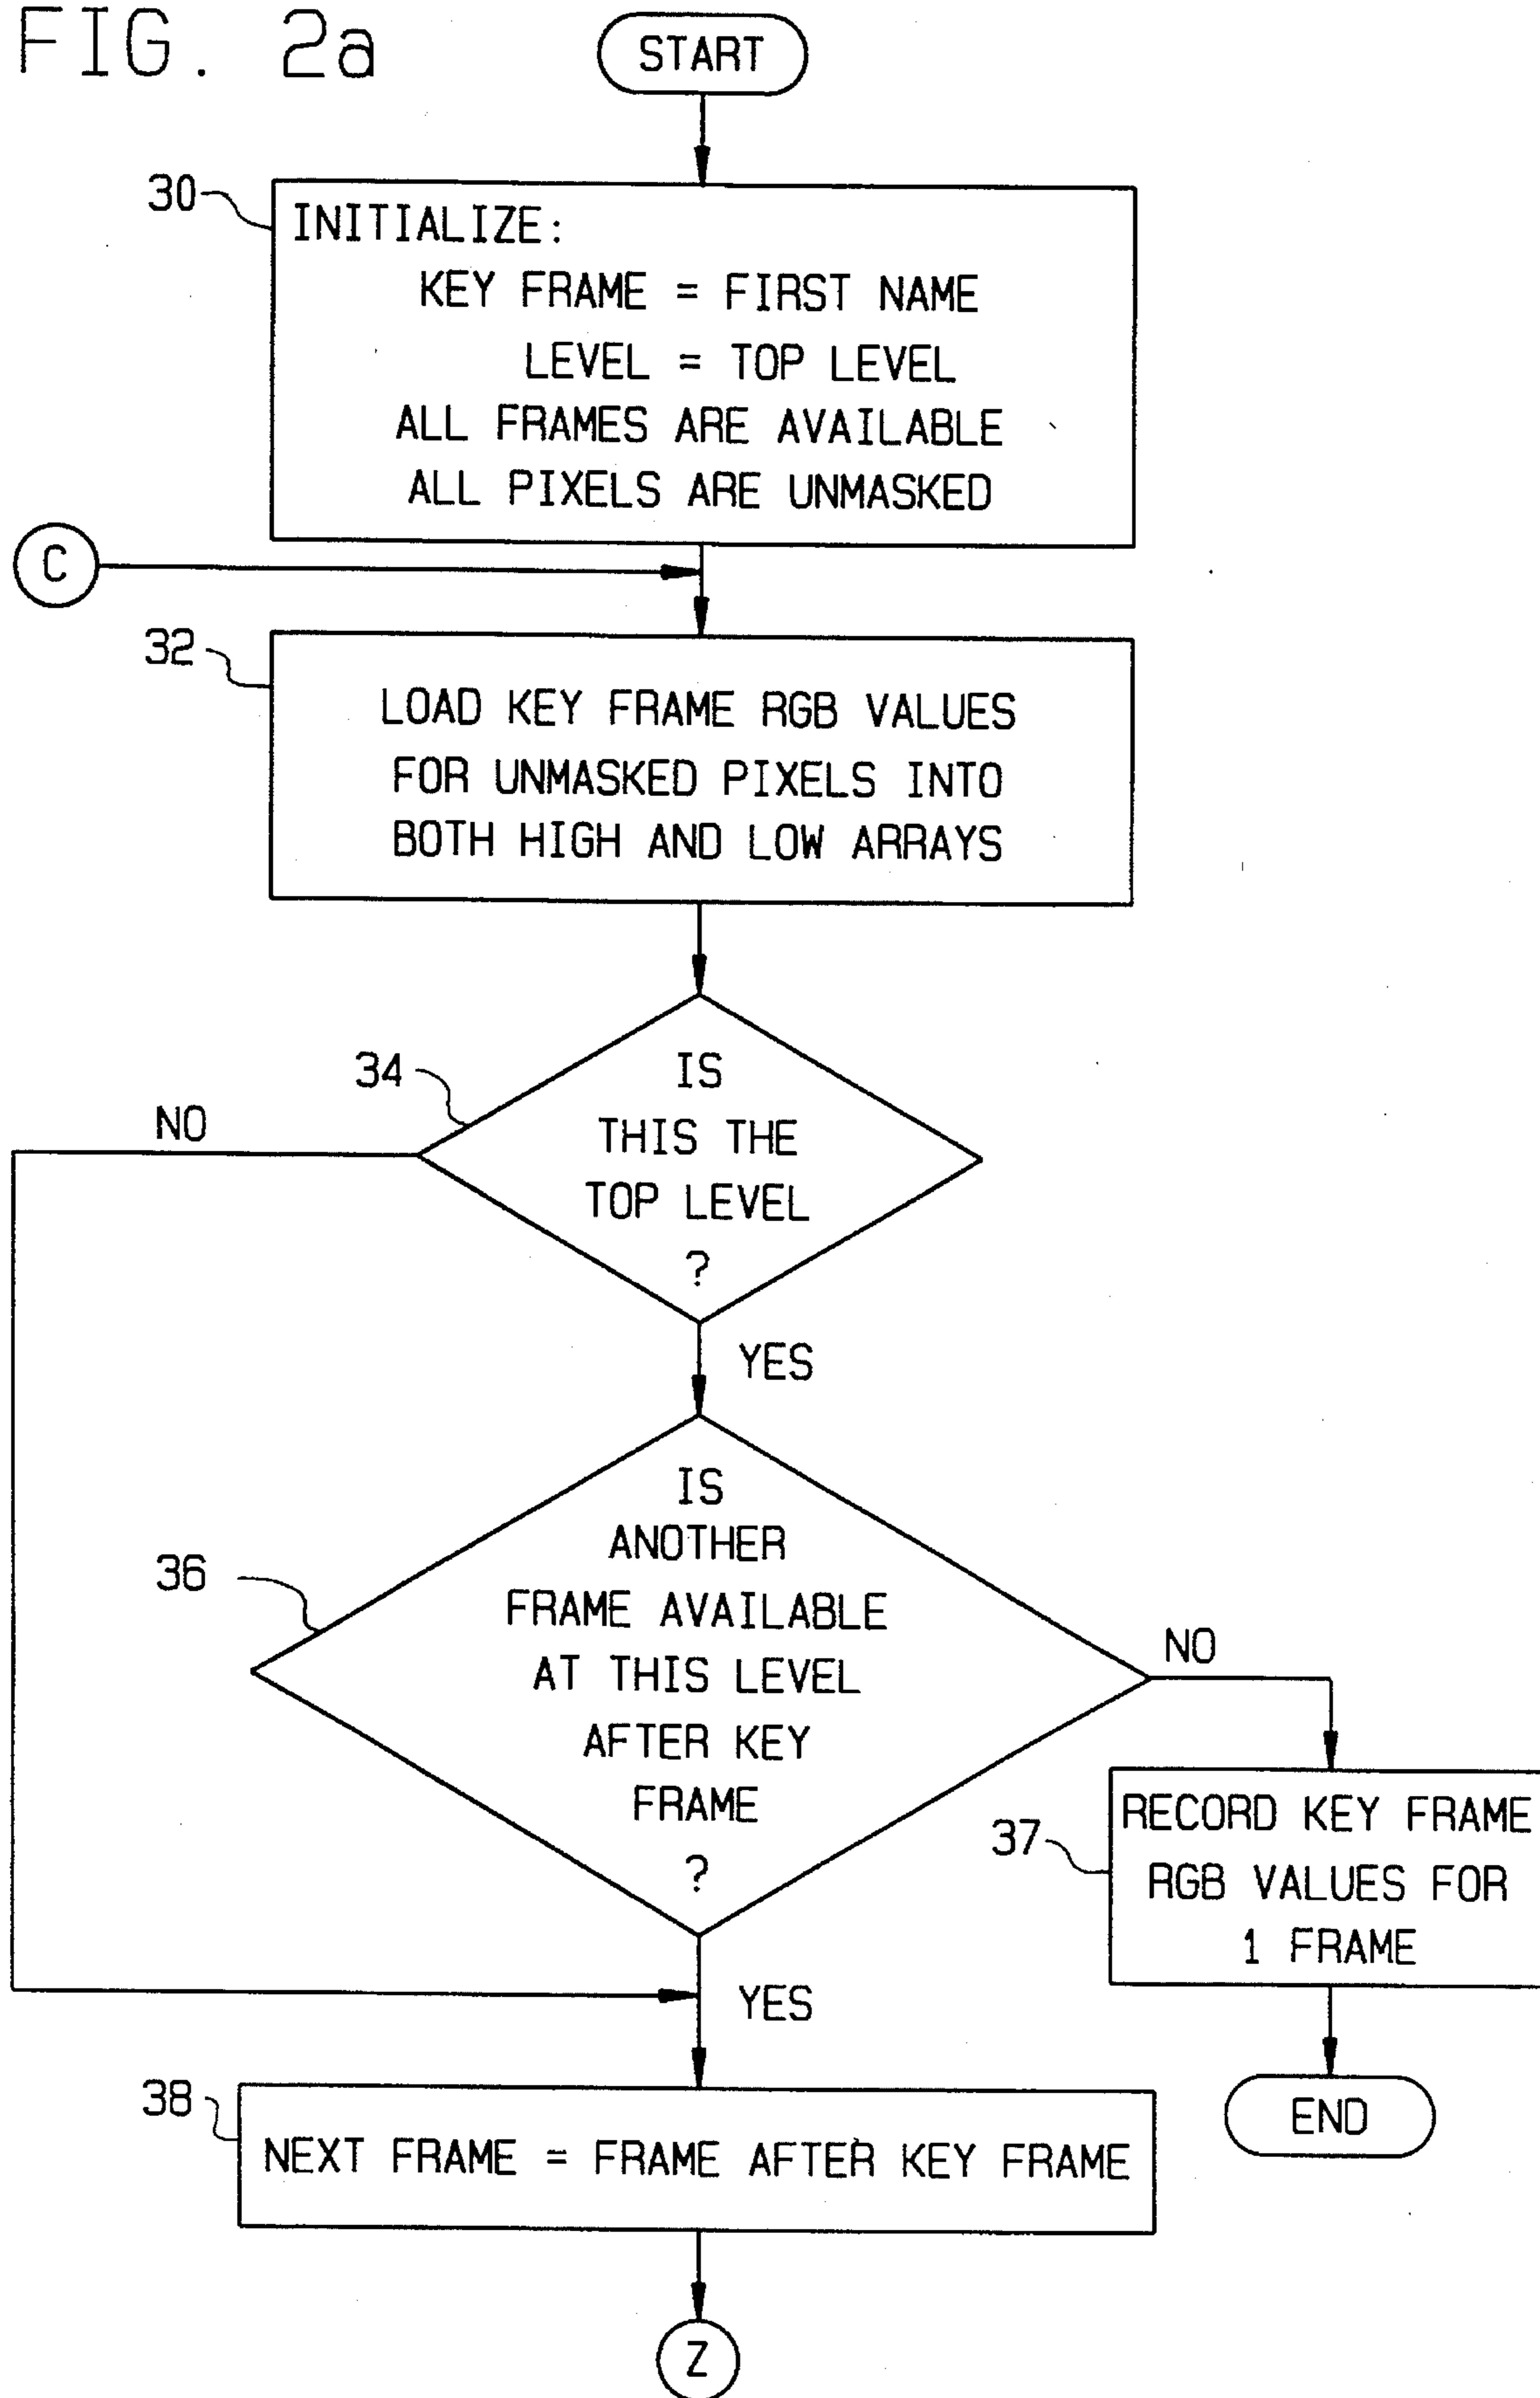 FIG. 2a
START
30
INITIALIZE:
KEY FRAME = FIRST NAME
LEVEL = TOP LEVEL
ALL FRAMES ARE AVAILABLE
ALL PIXELS ARE UNMASKED
C
32
LOAD KEY FRAME RGB VALUES
FOR UNMASKED PIXELS INTO
BOTH HIGH AND LOW ARRAYS
34
IS
THIS THE
TOP LEVEL
?
NO
YES
36
IS
ANOTHER
FRAME AVAILABLE
AT THIS LEVEL
AFTER KEY
FRAME
?
NO
37
RECORD KEY FRAME
RGB VALUES FOR
1 FRAME
YES
END
38
NEXT FRAME = FRAME AFTER KEY FRAME
Z